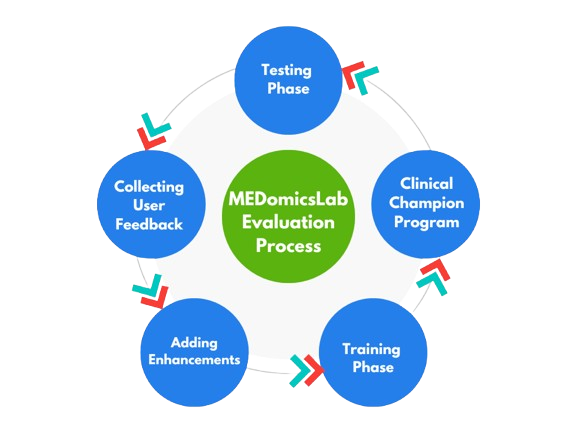 Testing
Phase
Collecting
User
Feedback
MEDomicsLab
Evaluation
Process
Clinical
Champion
Program
Adding
Enhancements
Training
Phase